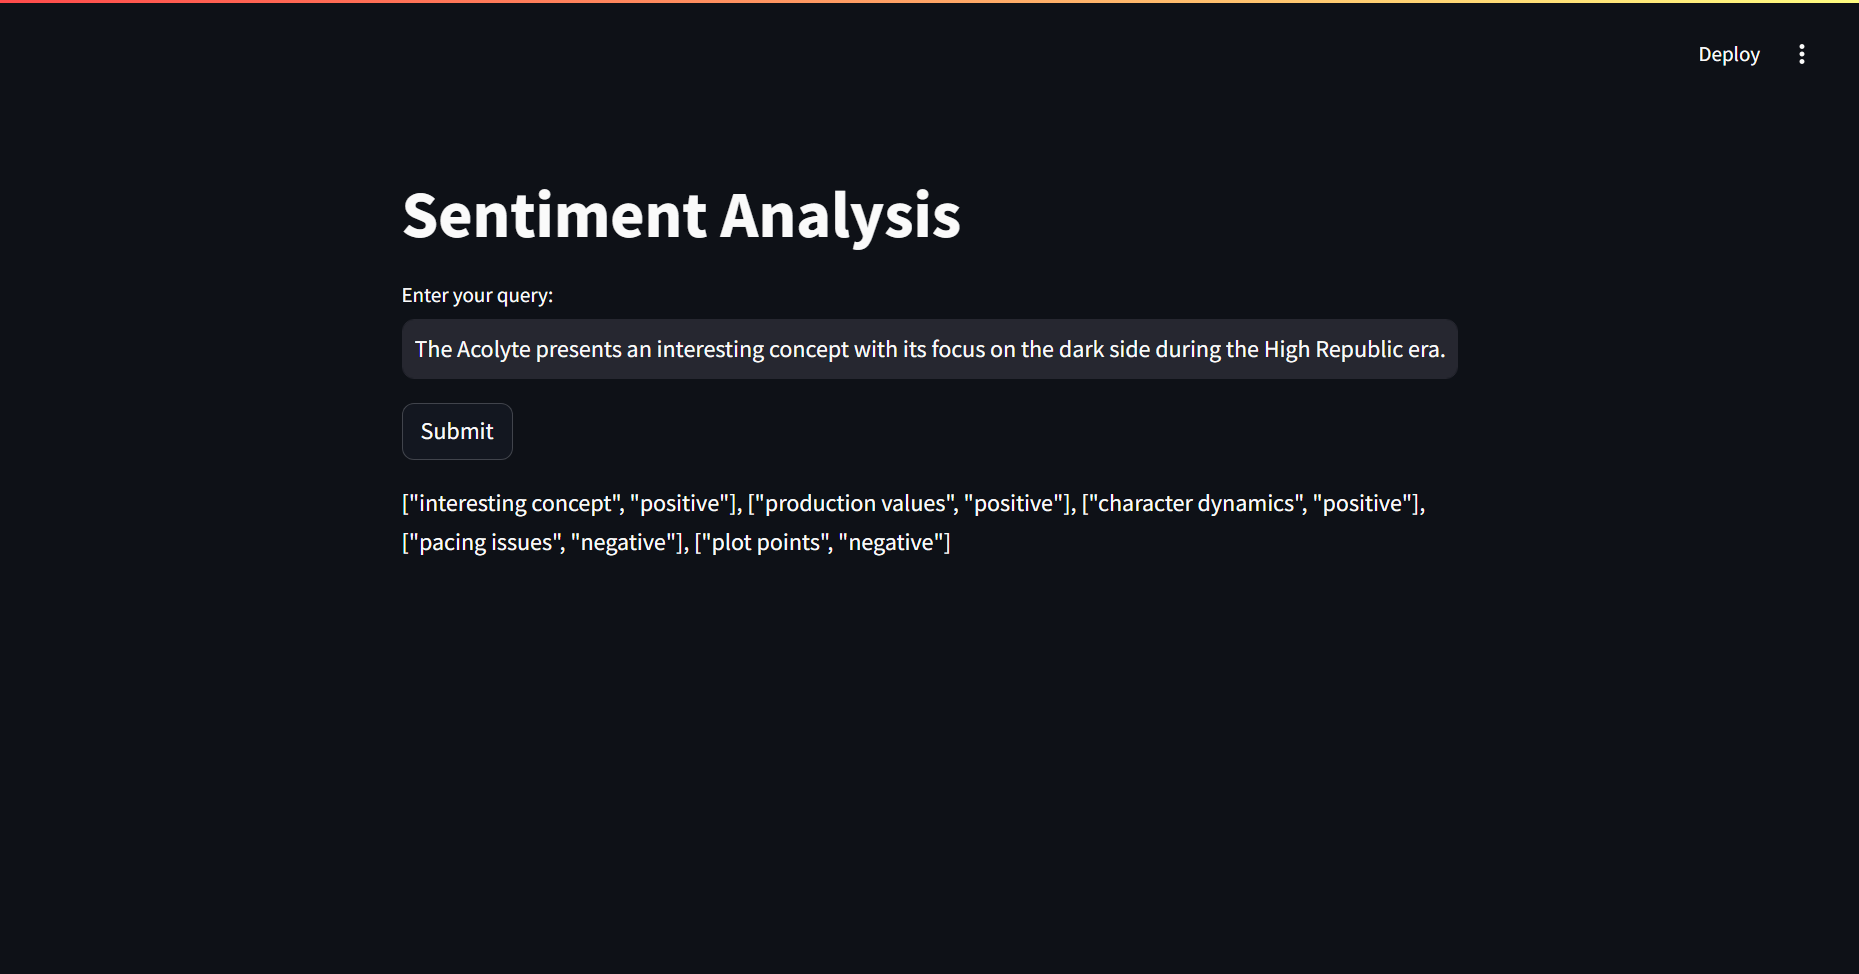 Deploy
Sentiment Analysis
Enter your query:
The Acolyte presents an interesting concept with its focus on the dark side during the High Republic era.
Submit
["interesting concept", "positive"], ["production values", "positive"], ["character dynamics", "positive"],
["pacing issues", "negative"], ["plot points", "negative"]